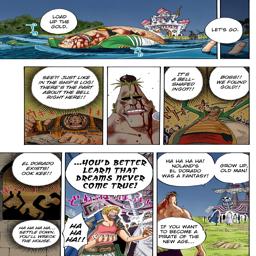 LOAD
UP THE
GOLD.
LET'S GO.
SEE?! JUST LIKE
IN THE SHIP'S LOG!
THERE'S THE PART
ABOUT THE BELL
RIGHT HERE!!
IT'S
A BELL-
SHAPED
INGOT!!
BOSS!!
WE FOUND
GOLD!!
EL DORADO
EXISTS!
OOK KEE!!
HA HA HA HA...
SETTLE DOWN.
YOU'LL WRECK
THE HOUSE.
...YOU'D BETTER
LEARN THAT
DREAMS NEVER
COME TRUE!
HA
HA
HA!!
HA HA HA HA!
NOLAND'S
EL DORADO
WAS A FANTASY!
IF YOU WANT
TO BECOME A
PIRATE OF THE
NEW AGE...
GROW UP,
OLD MAN!